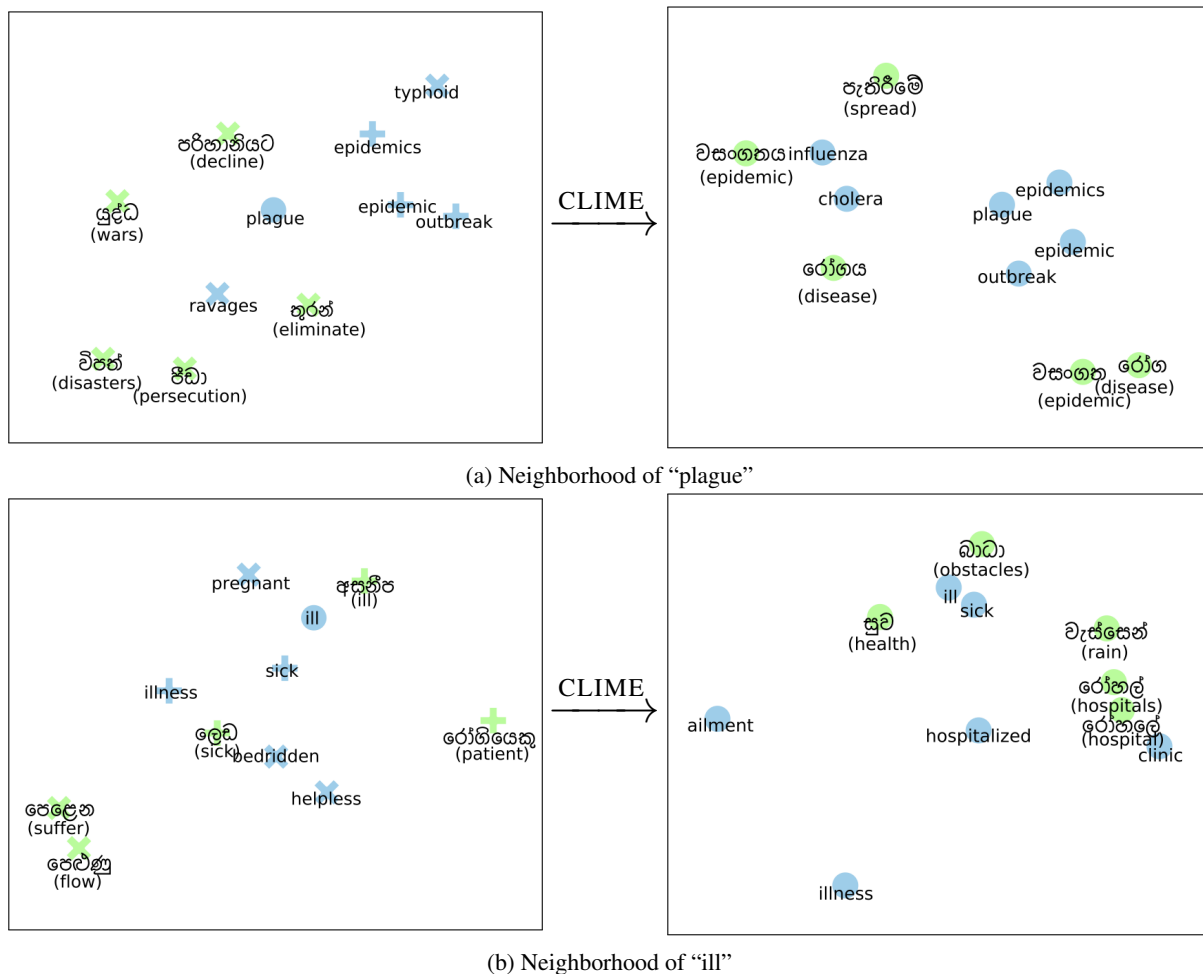 typhoid
epidemics
පරිහානියට
(decline)
යුද්ධ
(wars)
plague
epidemic
outbreak
ravages
තුරන්
(eliminate)
විපත්
(disasters)
පීඩා
(persecution)
CLIME
පැතිරීමේ
(spread)
වසංගතය
(epidemic)
influenza
cholera
epidemics
plague
epidemic
outbreak
රෝගය
(disease)
වසංගත
(epidemic)
රෝග
(disease)
(a) Neighborhood of “plague”
pregnant
අසනීප
(ill)
ill
sick
illness
ලෙඩ
(sick)
bedridden
රෝගියෙකු
(patient)
helpless
පෙළෙන
(suffer)
පෙළුණු
(flow)
CLIME
බාධා
(obstacles)
ill
sick
සුව
(health)
වැස්සෙන්
(rain)
රෝහල්
(hospitals)
රෝහලේ
(hospital)
clinic
ailment
hospitalized
illness
(b) Neighborhood of “ill”